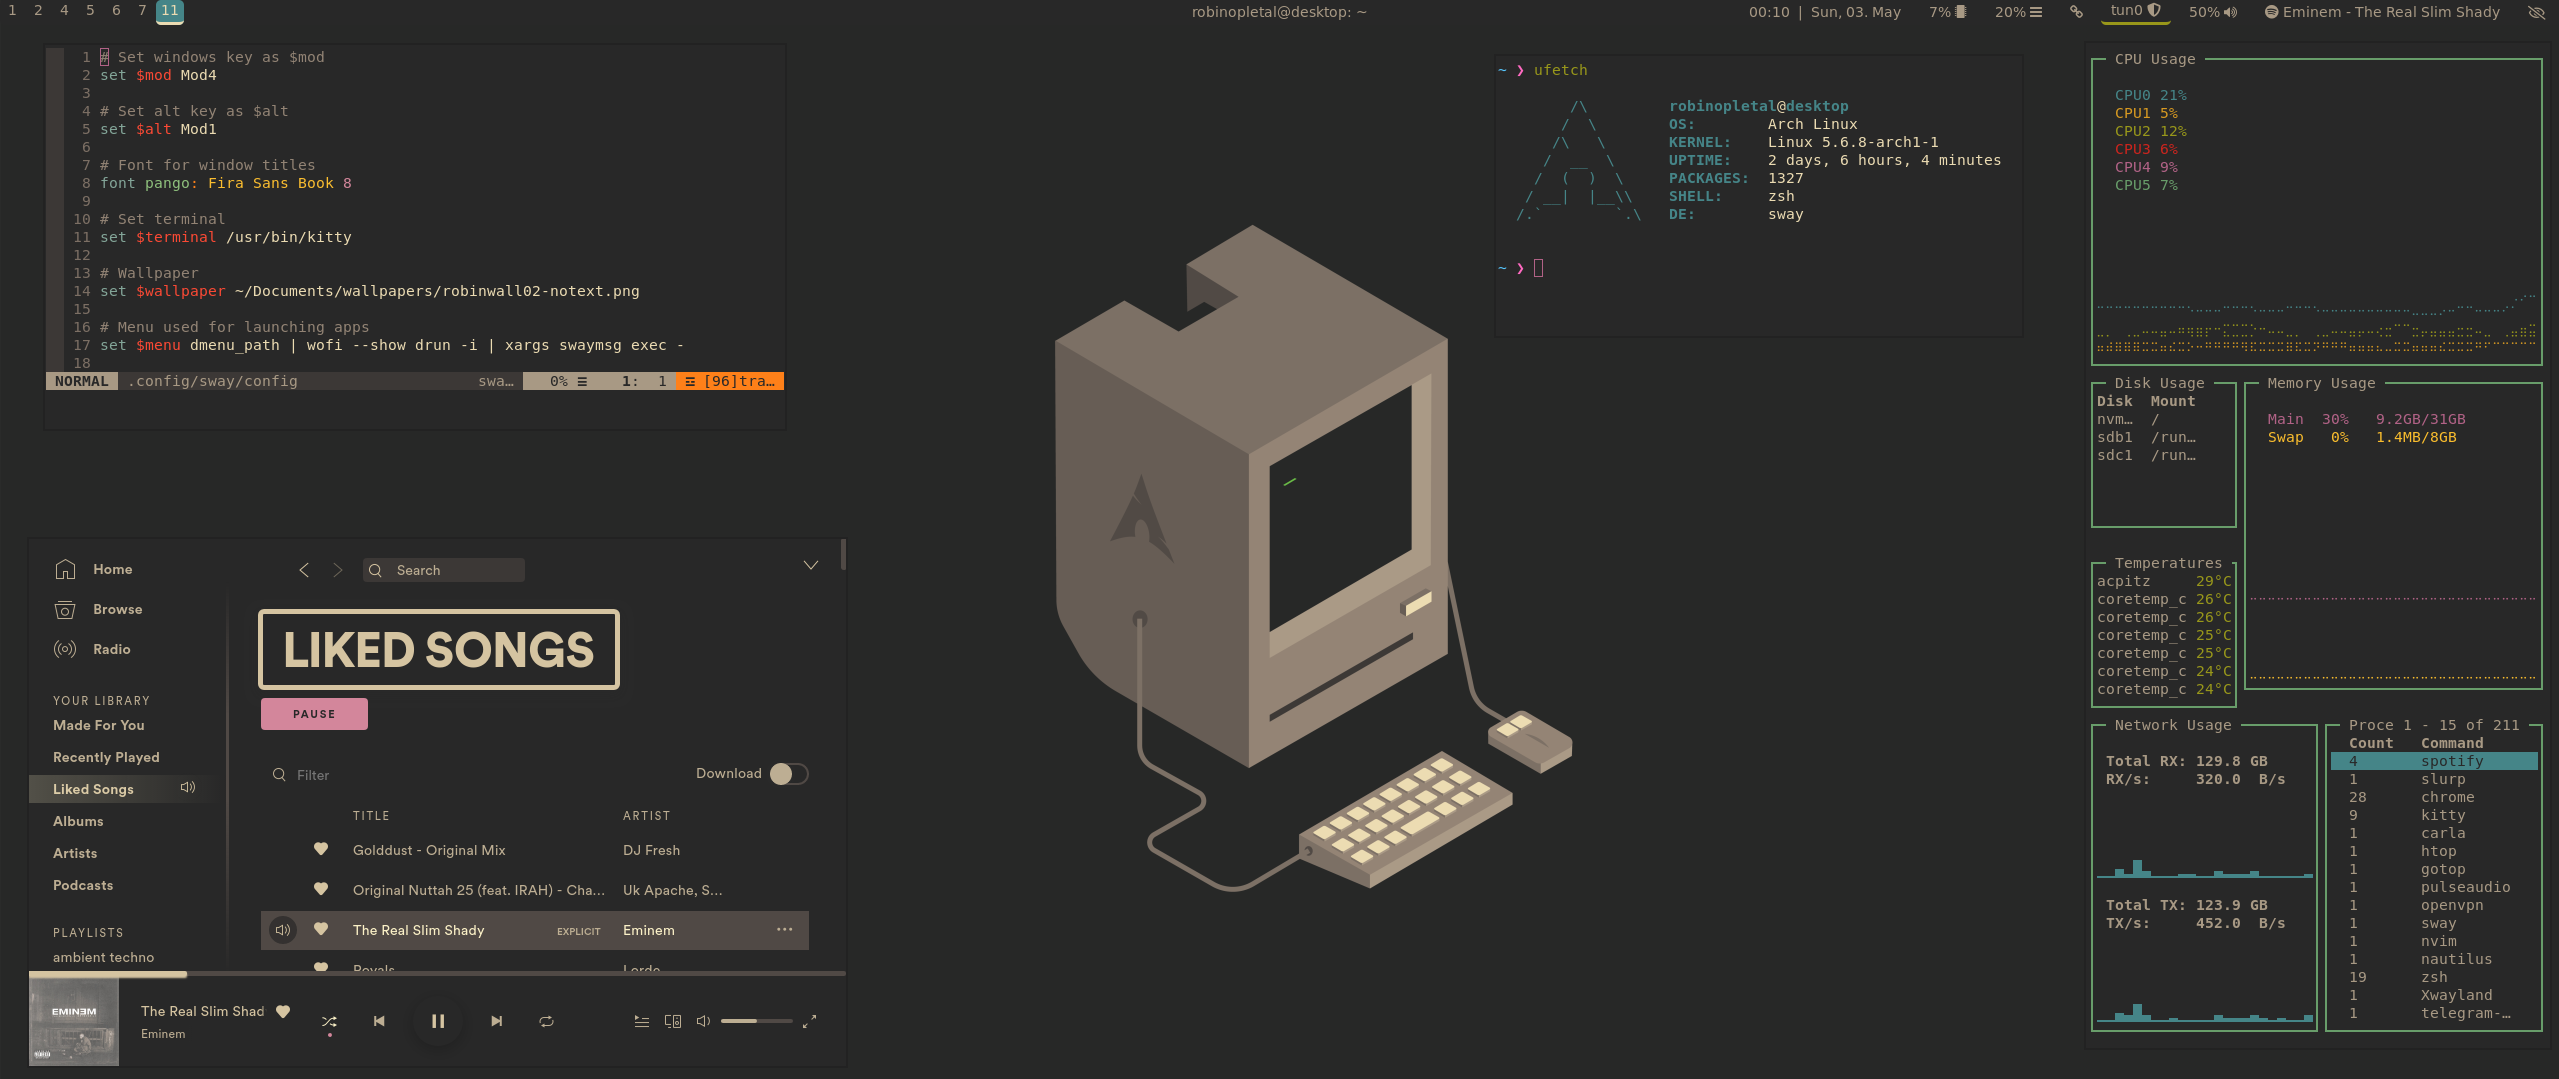 1 2 4 5 6 7 11
robinopletal@desktop: ~
00:10 | Sun, 03. May 7% 20% tun0 50% Eminem - The Real Slim Shady
1 # Set windows key as $mod
2 set $mod Mod4
3
4 # Set alt key as $alt
5 set $alt Mod1
6
7 # Font for window titles
8 font pango: Fira Sans Book 8
9
10 # Set terminal
11 set $terminal /usr/bin/kitty
12
13 # Wallpaper
14 set $wallpaper ~/Documents/wallpapers/robinwall02-notext.png
15
16 # Menu used for launching apps
17 set $menu dmenu_path | wofi --show drun -i | xargs swaymsg exec -
18
NORMAL .config/sway/config swa… 0% ☰ 1: 1 [96]tra…
~ ❯ ufetch
robinopletal@desktop
OS: Arch Linux
KERNEL: Linux 5.6.8-arch1-1
UPTIME: 2 days, 6 hours, 4 minutes
PACKAGES: 1327
SHELL: zsh
DE: sway
~ ❯
Home
Browse
Radio
YOUR LIBRARY
Made For You
Recently Played
Liked Songs
Albums
Artists
Podcasts
PLAYLISTS
ambient techno
Search
LIKED SONGS
PAUSE
Filter
Download
TITLE ARTIST
Golddust - Original Mix DJ Fresh
Original Nuttah 25 (feat. IRAH) - Cha... Uk Apache, S...
The Real Slim Shady EXPLICIT Eminem
Royals Lorde
EMINEM
The Real Slim Shad
Eminem
CPU Usage
CPU0 21%
CPU1 5%
CPU2 12%
CPU3 6%
CPU4 9%
CPU5 7%
Disk Usage
Disk Mount
nvm… /
sdb1 /run…
sdc1 /run…
Memory Usage
Main 30% 9.2GB/31GB
Swap 0% 1.4MB/8GB
Temperatures
acpitz 29°C
coretemp_c 26°C
coretemp_c 26°C
coretemp_c 25°C
coretemp_c 25°C
coretemp_c 24°C
coretemp_c 24°C
Network Usage
Total RX: 129.8 GB
RX/s: 320.0 B/s
Total TX: 123.9 GB
TX/s: 452.0 B/s
Proce 1 - 15 of 211
Count Command
4 spotify
1 slurp
28 chrome
9 kitty
1 carla
1 htop
1 gotop
1 pulseaudio
1 openvpn
1 sway
1 nvim
1 nautilus
19 zsh
1 Xwayland
1 telegram-…